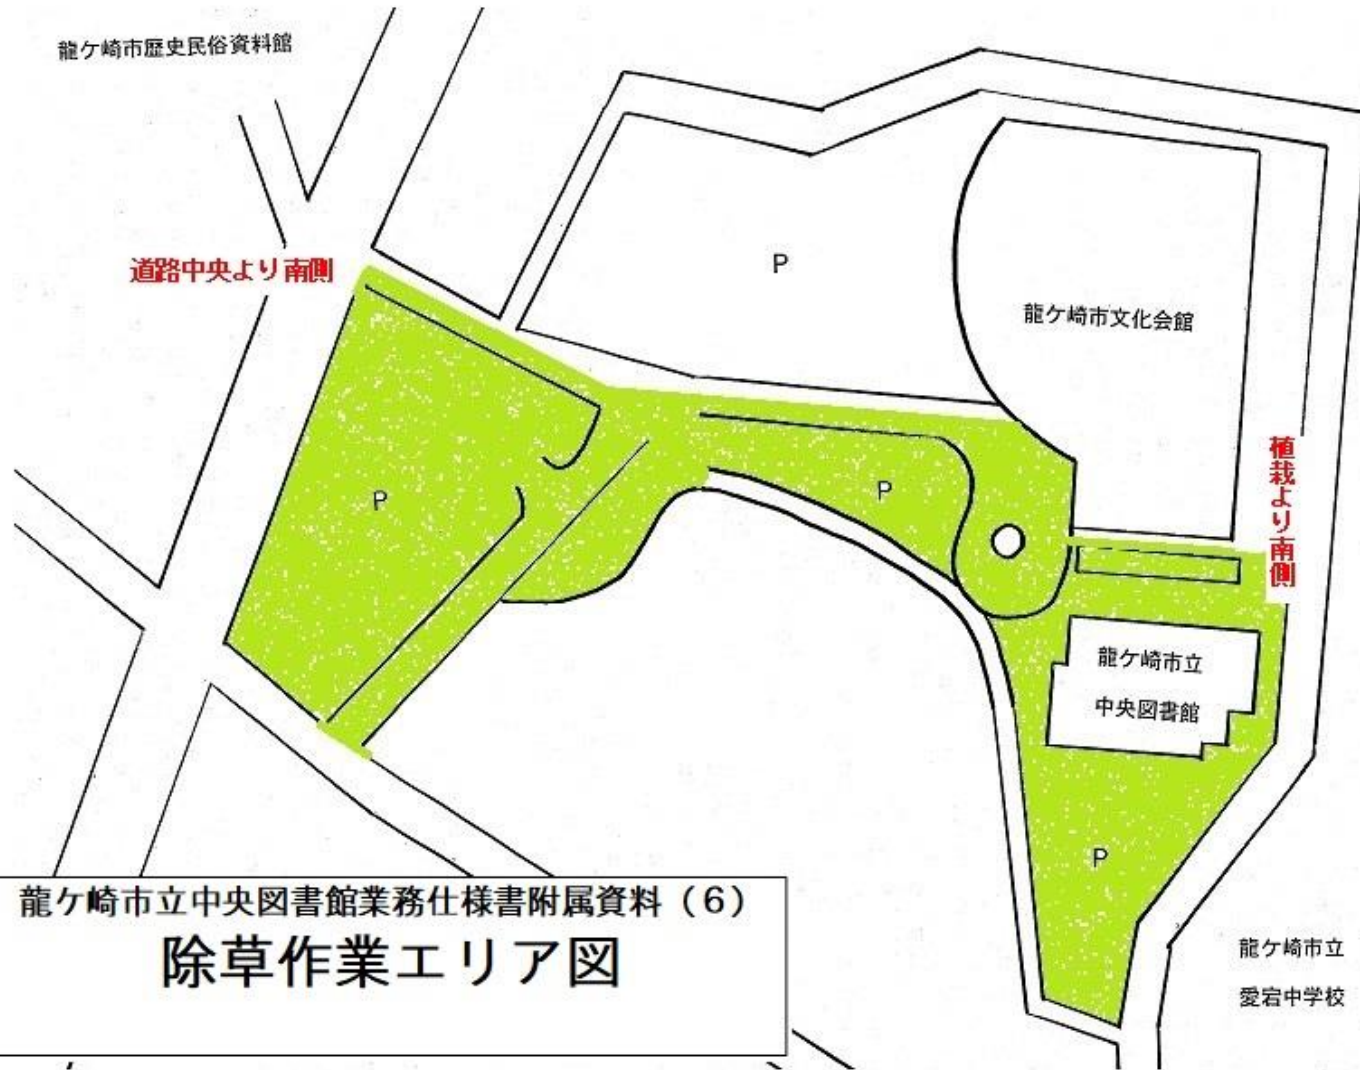 龍ケ崎市歴史民俗資料館
道路中央より南側
P
龍ケ崎市文化会館
植栽より南側
P
P
龍ケ崎市立
中央図書館
P
龍ケ崎市立中央図書館業務仕様書附属資料（６）
除草作業エリア図
龍ケ崎市立
愛宕中学校